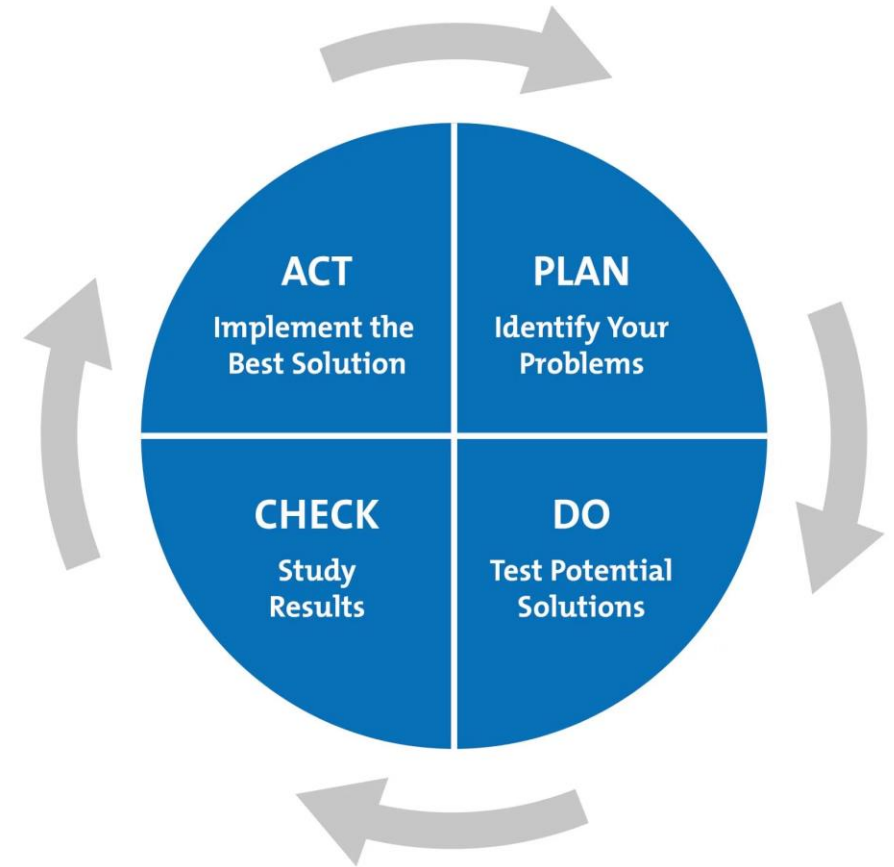 ACT
Implement the
Best Solution
PLAN
Identify Your
Problems
CHECK
Study
Results
DO
Test Potential
Solutions